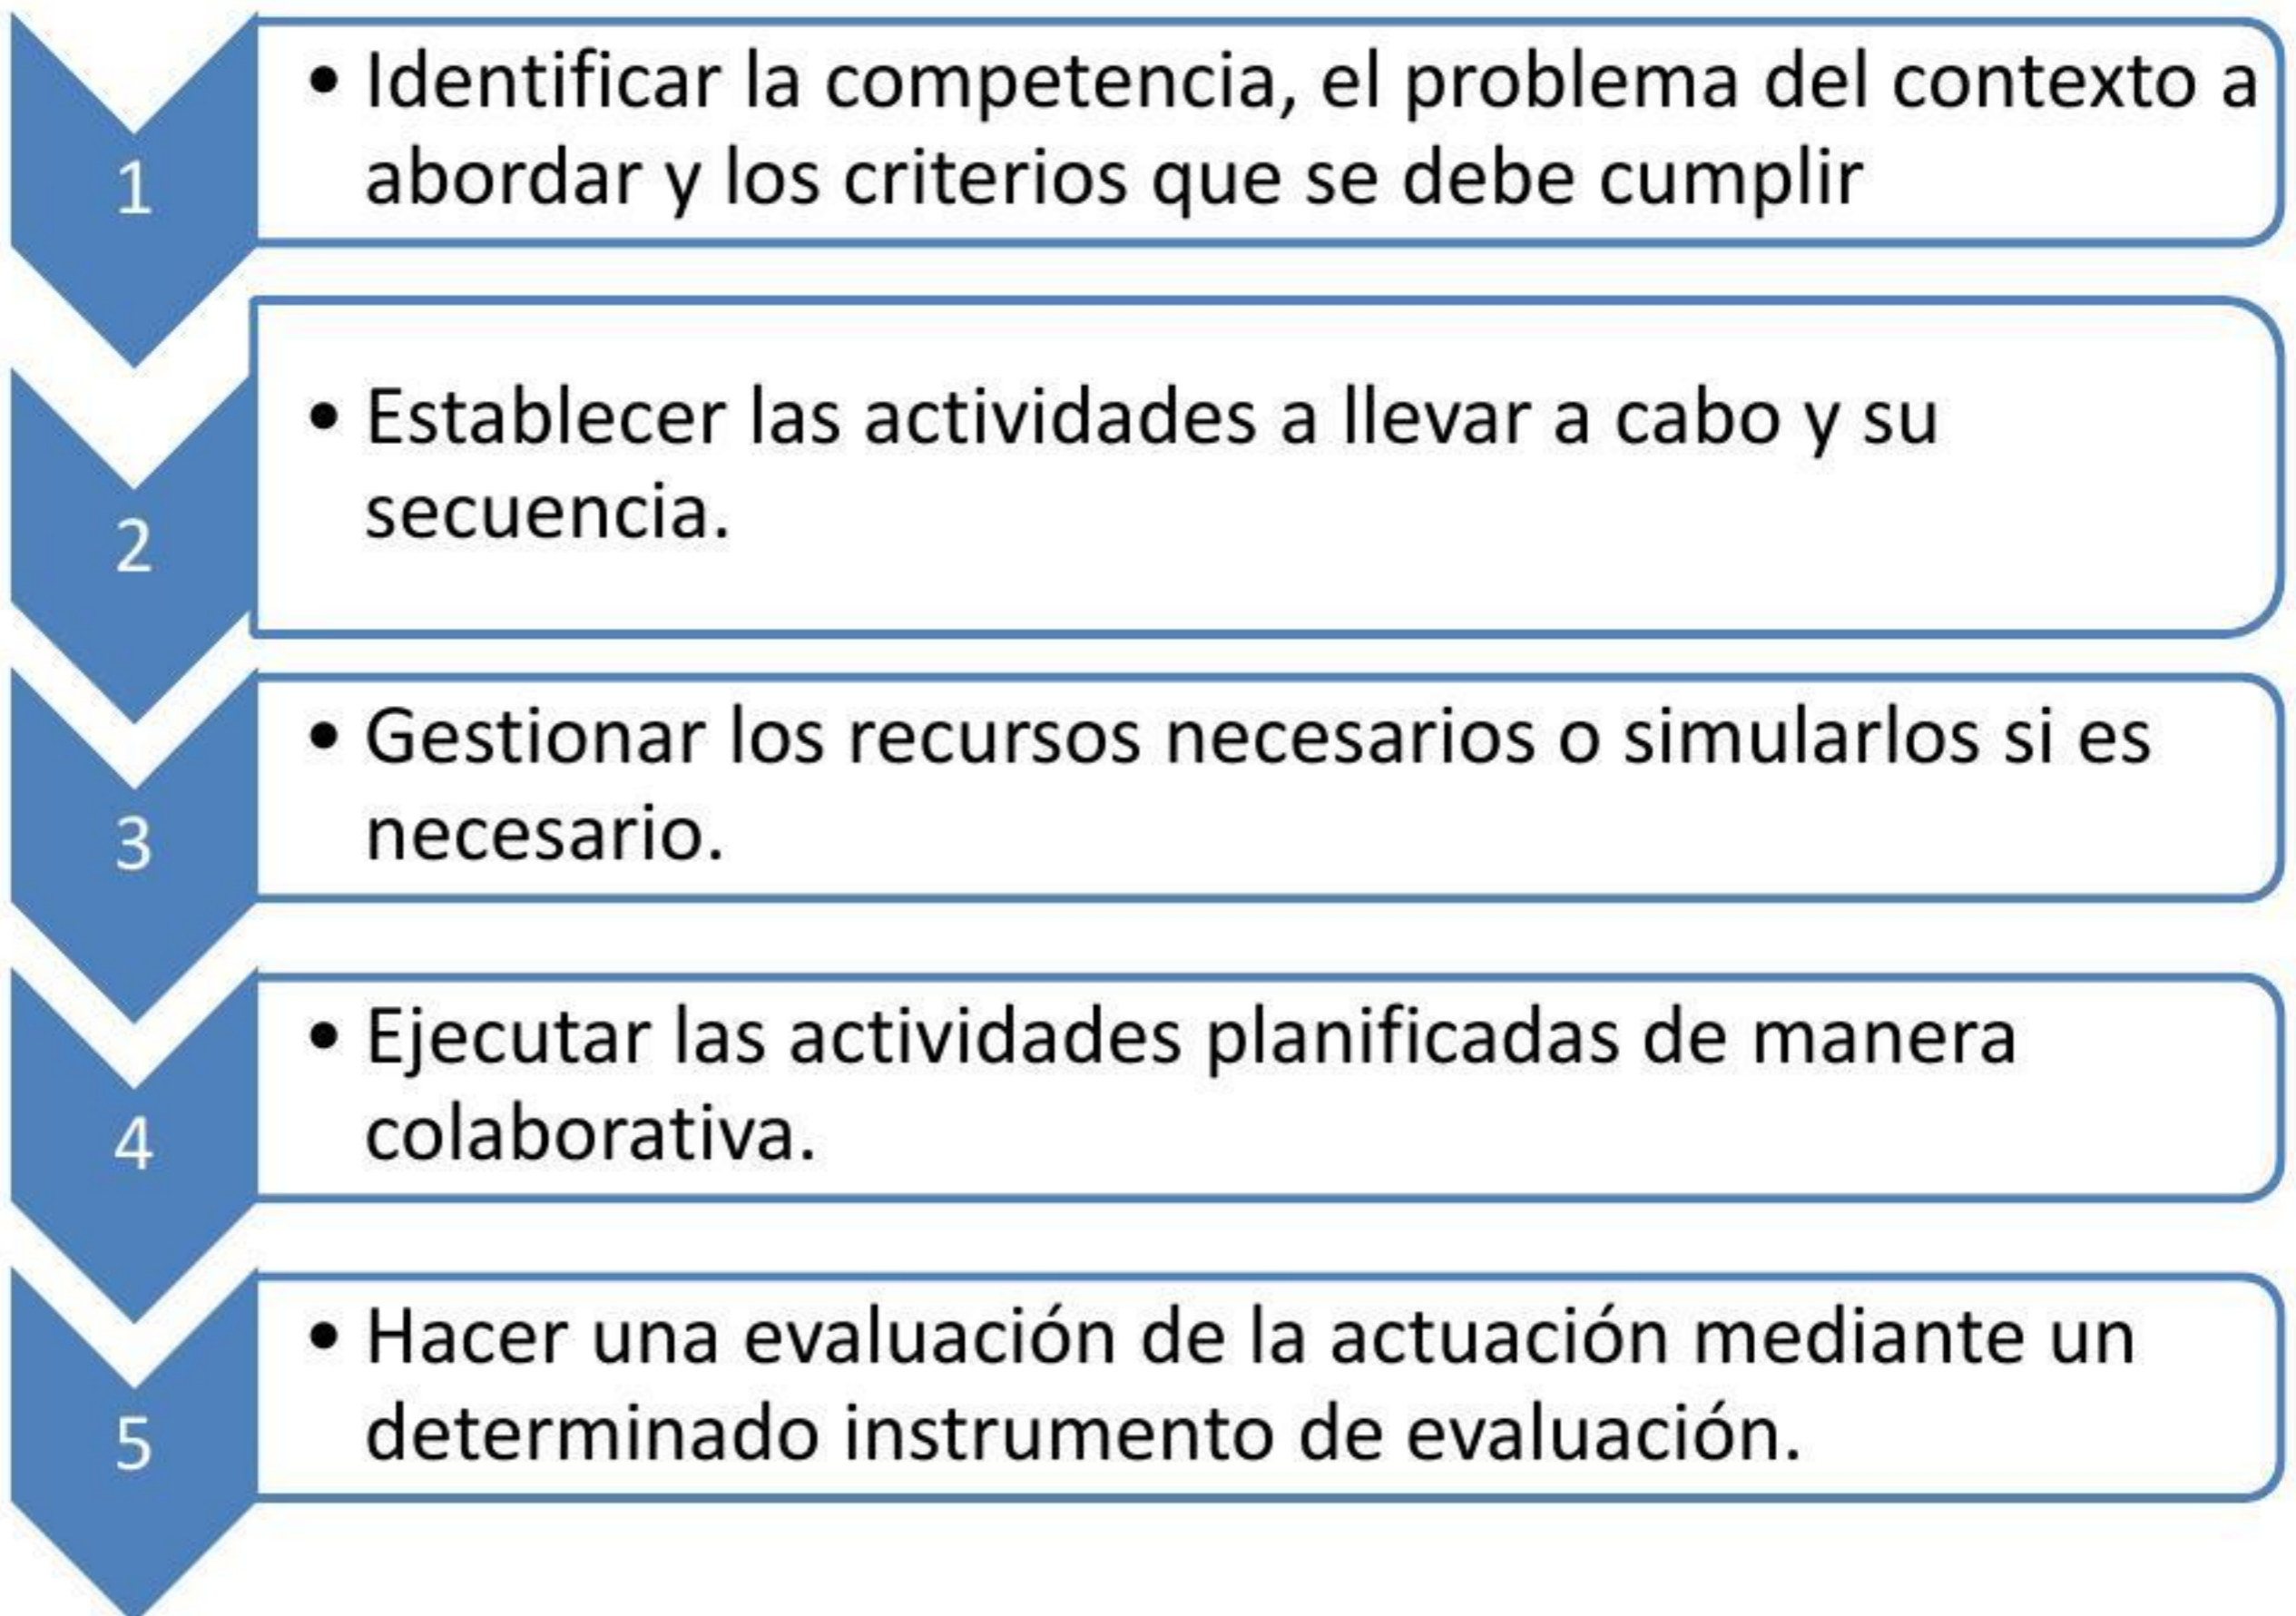 1
• Identificar la competencia, el problema del contexto a
abordar y los criterios que se debe cumplir
2
• Establecer las actividades a llevar a cabo y su
secuencia.
3
• Gestionar los recursos necesarios o simularlos si es
necesario.
4
• Ejecutar las actividades planificadas de manera
colaborativa.
5
• Hacer una evaluación de la actuación mediante un
determinado instrumento de evaluación.